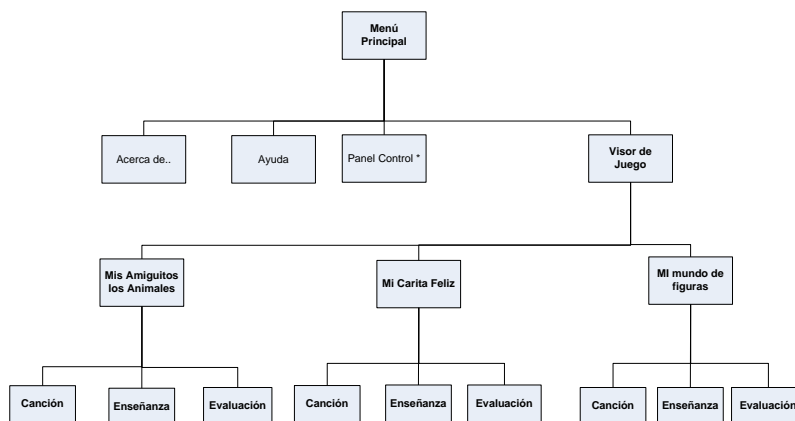 Menú
Principal
Acerca de..
Ayuda
Panel Control *
Visor de
Juego
Mis Amiguitos
los Animales
Mi Carita Feliz
MI mundo de
figuras
Canción
Enseñanza
Evaluación
Canción
Enseñanza
Evaluación
Canción
Enseñanza
Evaluación